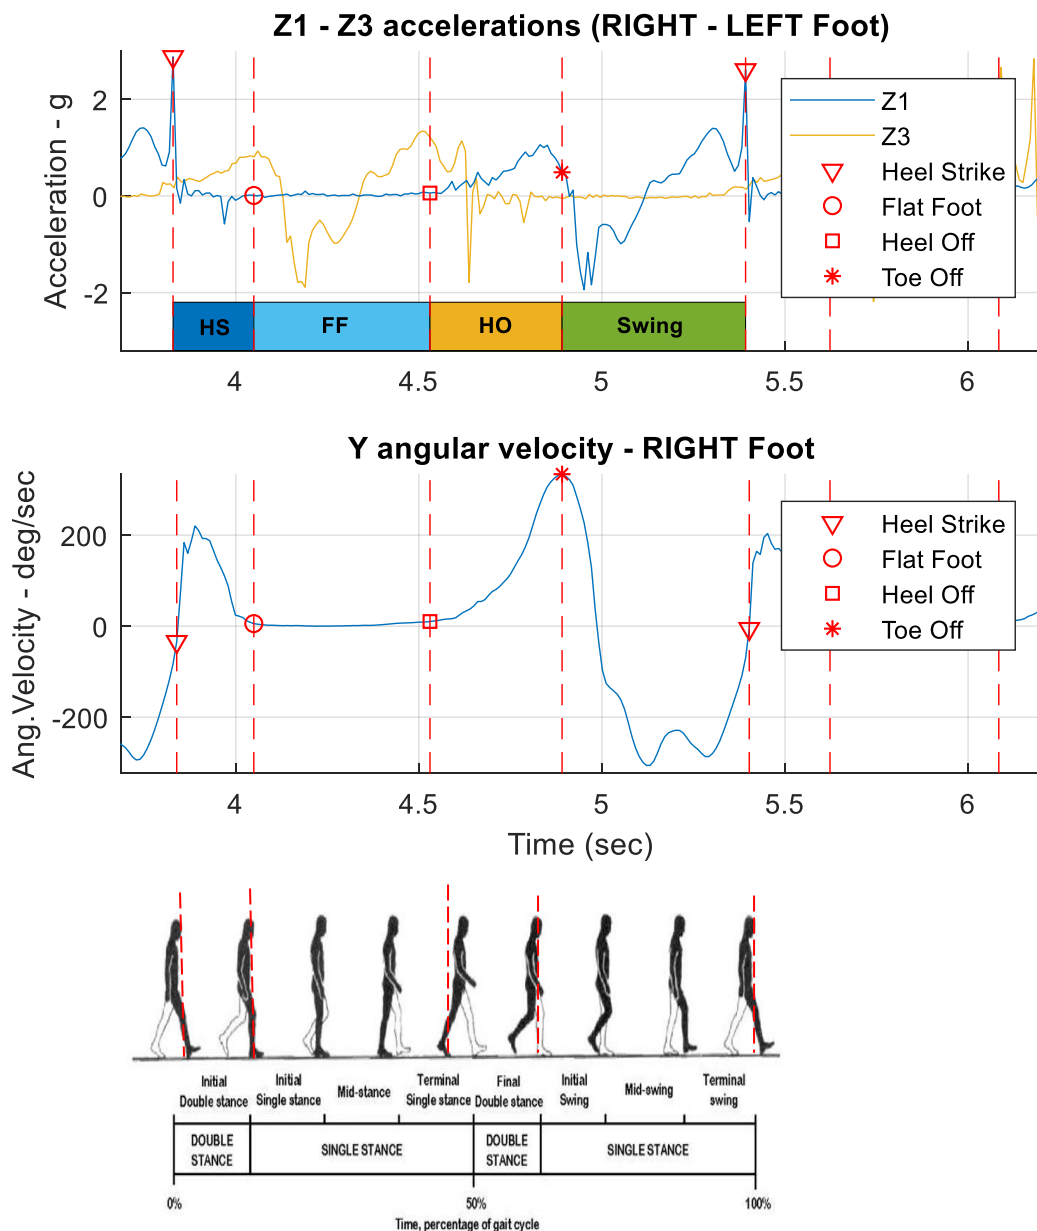 Z1 - Z3 accelerations (RIGHT - LEFT Foot)
Acceleration - g
2
0
-2
Z1
Z3
Heel Strike
Flat Foot
Heel Off
Toe Off
HS FF HO Swing
4 4.5 5 5.5 6
Y angular velocity - RIGHT Foot
Ang.Velocity - deg/sec
200
0
-200
Heel Strike
Flat Foot
Heel Off
Toe Off
4 4.5 5 5.5 6
Time (sec)
Initial Initial Mid-stance Terminal Final Initial Mid-swing Terminal
Double stance Single stance Single stance Double stance Swing swing
DOUBLE SINGLE STANCE DOUBLE SINGLE STANCE
STANCE STANCE
0% 50% 100%
Time, percentage of gait cycle